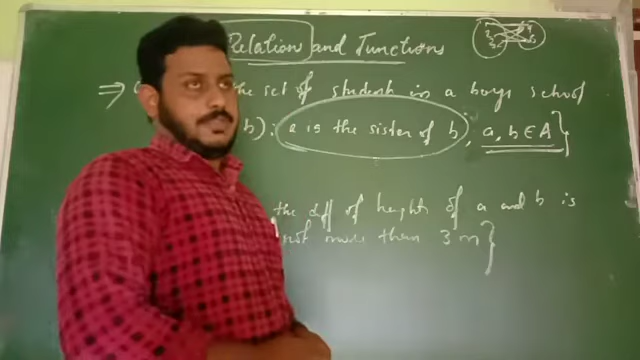 Relation and Functions
⇒ the set of student in a boys school
b): a is the sister of b, a, b ∈ A}
the diff of height of a and b is
not more than 3 m}